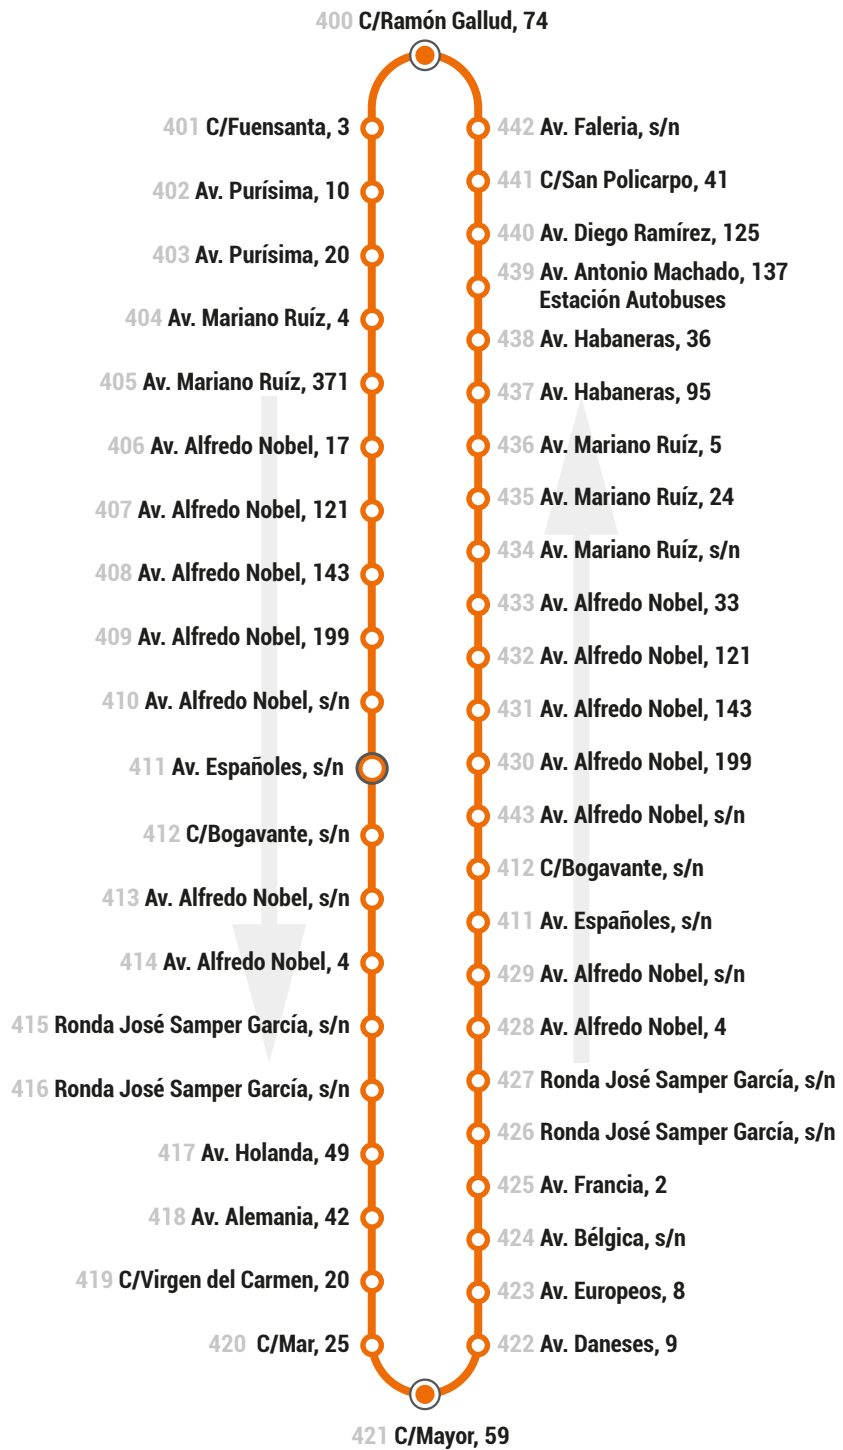 400 C/Ramón Gallud, 74
401 C/Fuensanta, 3
402 Av. Purísima, 10
403 Av. Purísima, 20
404 Av. Mariano Ruíz, 4
405 Av. Mariano Ruíz, 371
406 Av. Alfredo Nobel, 17
407 Av. Alfredo Nobel, 121
408 Av. Alfredo Nobel, 143
409 Av. Alfredo Nobel, 199
410 Av. Alfredo Nobel, s/n
411 Av. Españoles, s/n
412 C/Bogavante, s/n
413 Av. Alfredo Nobel, s/n
414 Av. Alfredo Nobel, 4
415 Ronda José Samper García, s/n
416 Ronda José Samper García, s/n
417 Av. Holanda, 49
418 Av. Alemania, 42
419 C/Virgen del Carmen, 20
420 C/Mar, 25
442 Av. Faleria, s/n
441 C/San Policarpo, 41
440 Av. Diego Ramírez, 125
439 Av. Antonio Machado, 137
Estación Autobuses
438 Av. Habaneras, 36
437 Av. Habaneras, 95
436 Av. Mariano Ruíz, 5
435 Av. Mariano Ruíz, 24
434 Av. Mariano Ruíz, s/n
433 Av. Alfredo Nobel, 33
432 Av. Alfredo Nobel, 121
431 Av. Alfredo Nobel, 143
430 Av. Alfredo Nobel, 199
443 Av. Alfredo Nobel, s/n
412 C/Bogavante, s/n
411 Av. Españoles, s/n
429 Av. Alfredo Nobel, s/n
428 Av. Alfredo Nobel, 4
427 Ronda José Samper García, s/n
426 Ronda José Samper García, s/n
425 Av. Francia, 2
424 Av. Bélgica, s/n
423 Av. Europeos, 8
422 Av. Daneses, 9
421 C/Mayor, 59